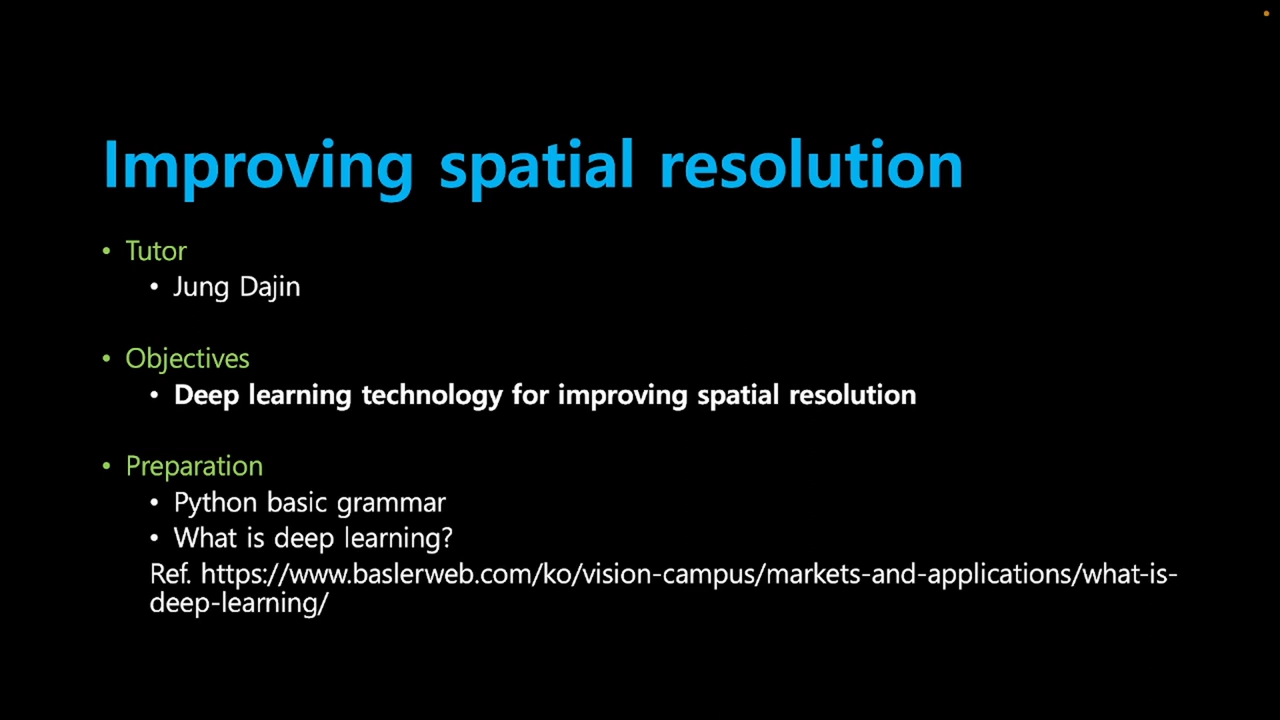 Improving spatial resolution
• Tutor
• Jung Dajin
• Objectives
• Deep learning technology for improving spatial resolution
• Preparation
• Python basic grammar
• What is deep learning?
Ref. https://www.baslerweb.com/ko/vision-campus/markets-and-applications/what-is-
deep-learning/